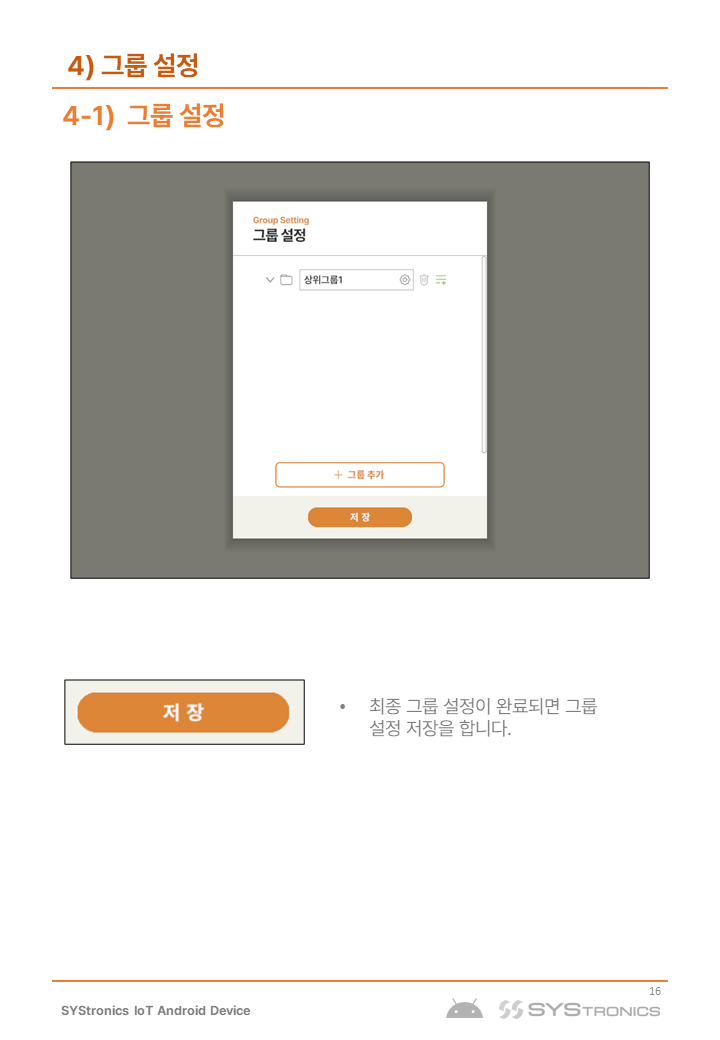 4) 그룹 설정
4-1) 그룹 설정
Group Setting
그룹 설정
상위그룹1
+ 그룹 추가
저 장
저 장
• 최종 그룹 설정이 완료되면 그룹
설정 저장을 합니다.
16
SYStronics IoT Android Device
SYSTRONICS